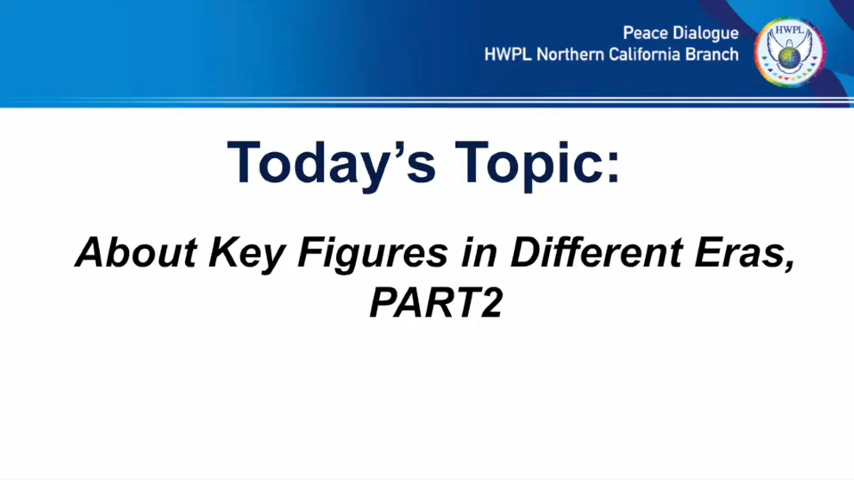 Peace Dialogue
HWPL Northern California Branch
HWPL
Today's Topic:
About Key Figures in Different Eras,
PART2